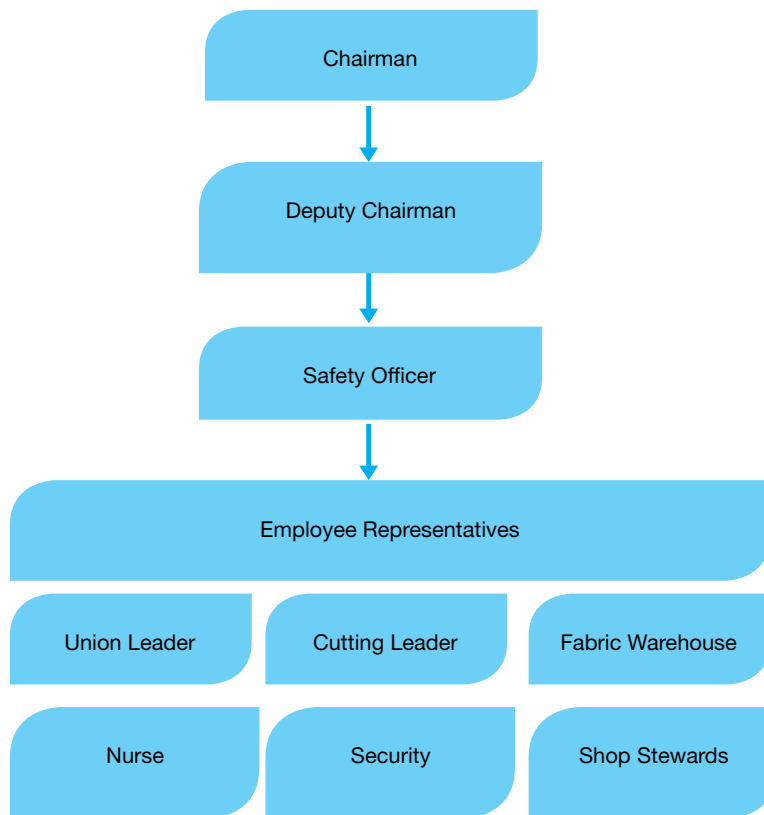 Chairman
Deputy Chairman
Safety Officer
Employee Representatives
Union Leader
Cutting Leader
Fabric Warehouse
Nurse
Security
Shop Stewards